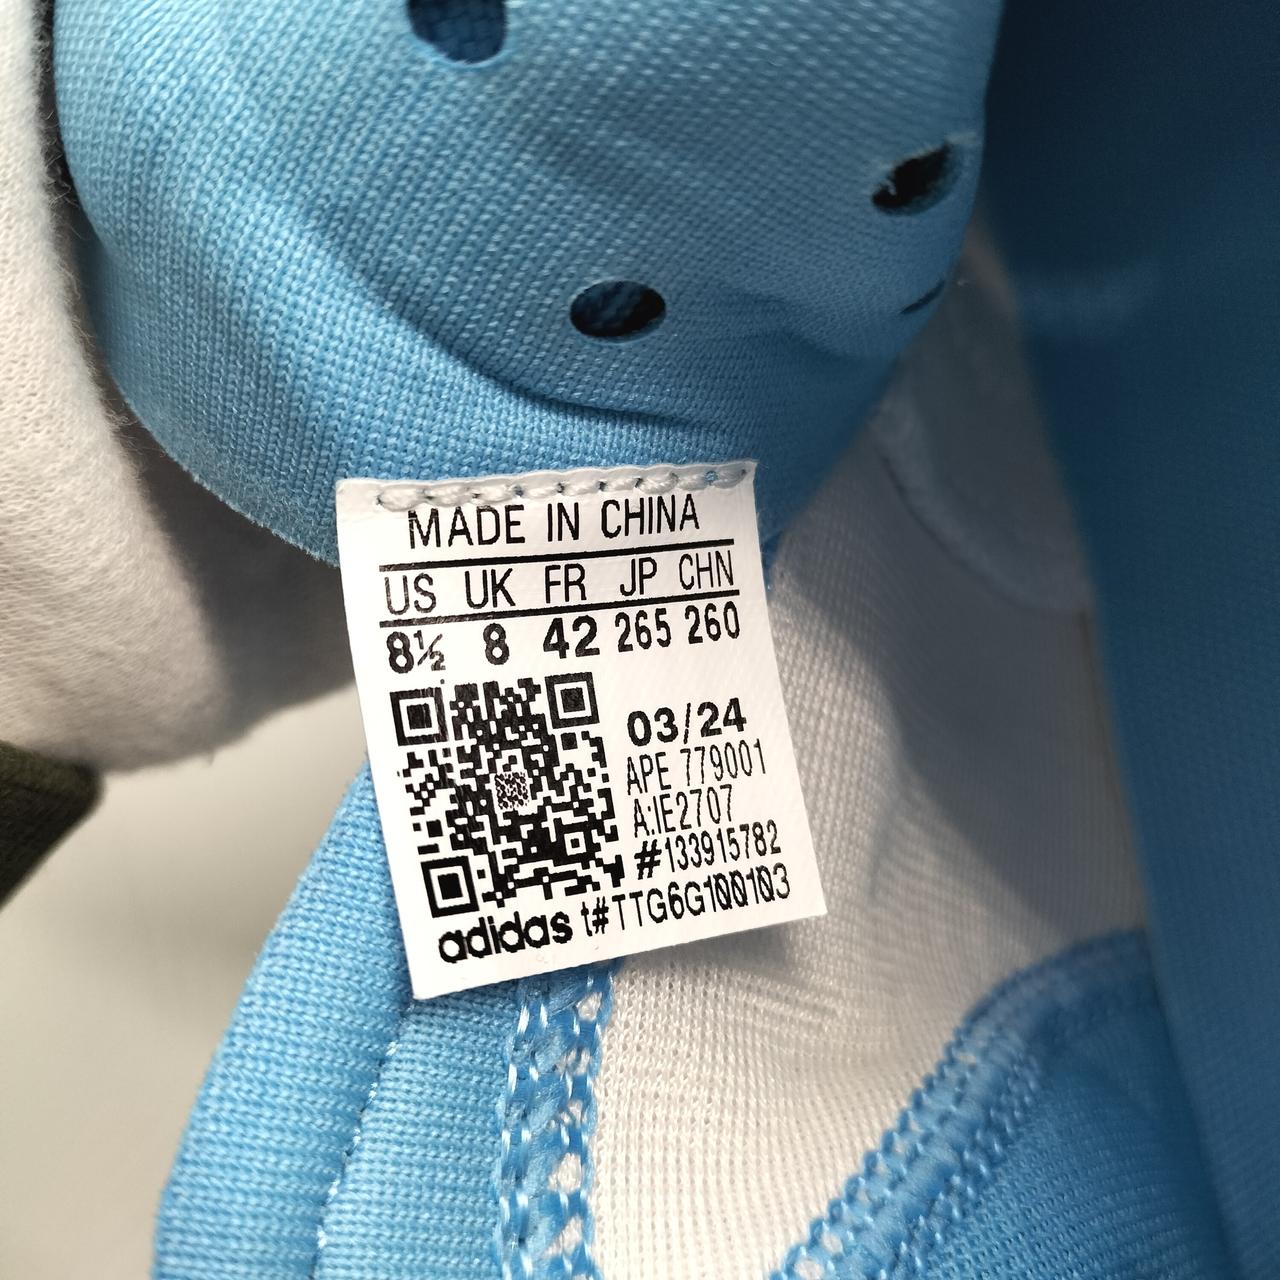 MADE IN CHINA
US UK FR JP CHN
8½ 8 42 265 260
03/24
APE 779001
A:IE2707
#133915782
adidas t#TTG6G100103